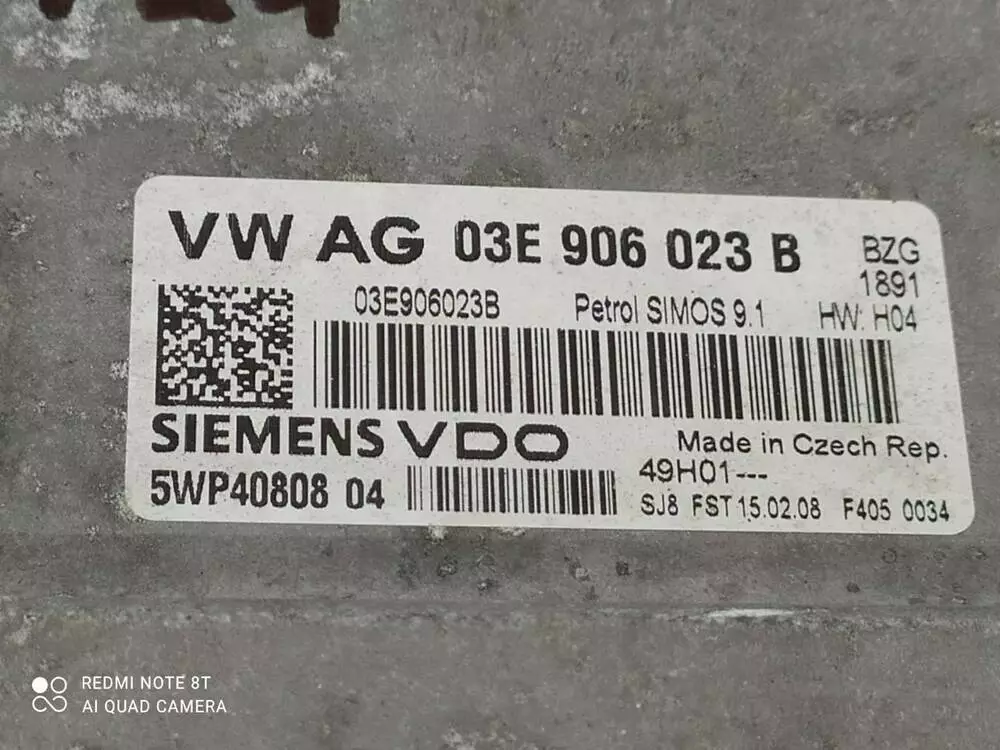 VW AG 03E 906 023 B
BZG
1891
03E906023B Petrol SIMOS 9.1 HW: H04
SIEMENS VDO
Made in Czech Rep.
5WP40808 04
49H01---
SJ8 FST 15.02.08 F405 0034
REDMI NOTE 8T
AI QUAD CAMERA